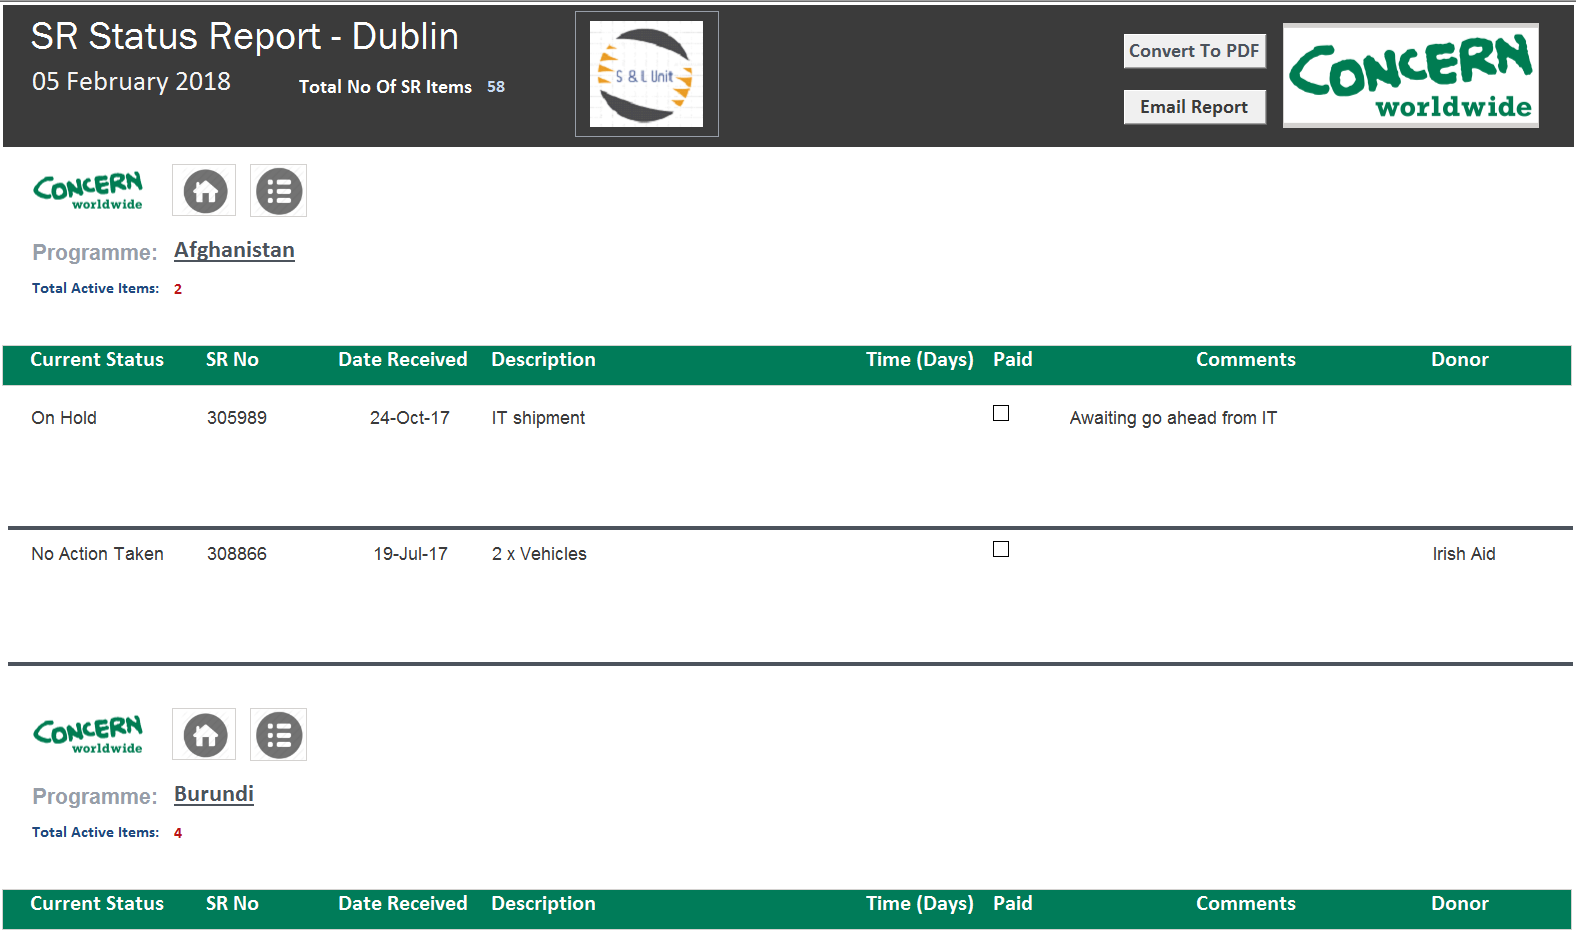 SR Status Report - Dublin
05 February 2018
Total No Of SR Items 58
S & L Unit
Convert To PDF
Email Report
CONCERN
worldwide
CONCERN
worldwide
Programme: Afghanistan
Total Active Items: 2
Current Status SR No Date Received Description Time (Days) Paid Comments Donor
On Hold 305989 24-Oct-17 IT shipment Awaiting go ahead from IT
No Action Taken 308866 19-Jul-17 2 x Vehicles Irish Aid
CONCERN
worldwide
Programme: Burundi
Total Active Items: 4
Current Status SR No Date Received Description Time (Days) Paid Comments Donor